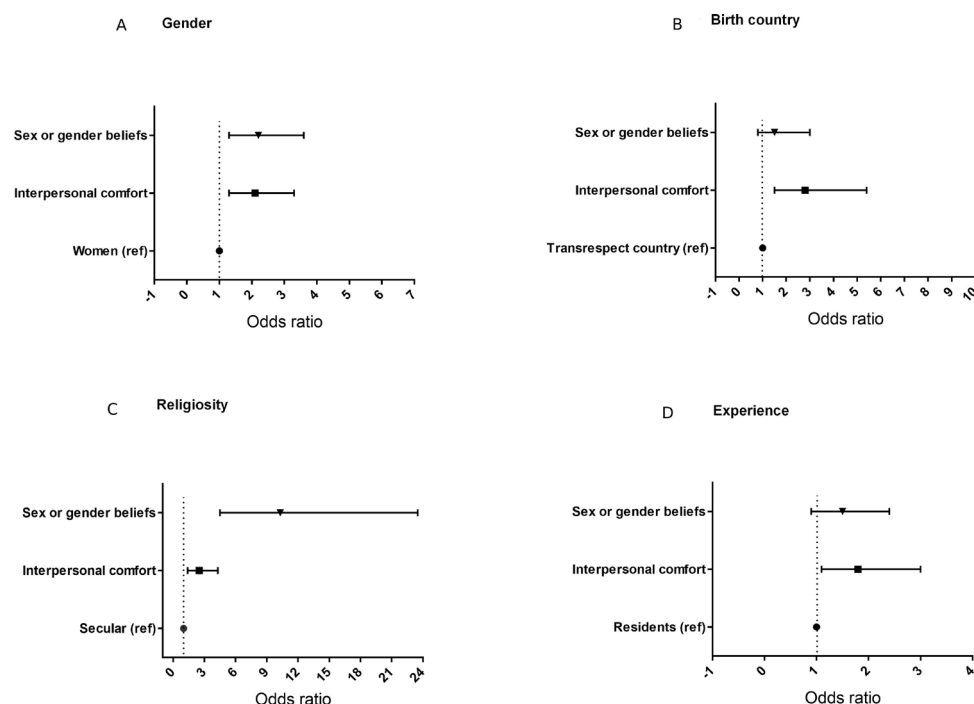 A Gender
Sex or gender beliefs
Interpersonal comfort
Women (ref)
-1 0 1 2 3 4 5 6 7
Odds ratio
B Birth country
Sex or gender beliefs
Interpersonal comfort
Transrespect country (ref)
-1 0 1 2 3 4 5 6 7 8 9 10
Odds ratio
C Religiosity
Sex or gender beliefs
Interpersonal comfort
Secular (ref)
0 3 6 9 12 15 18 21 24
Odds ratio
D Experience
Sex or gender beliefs
Interpersonal comfort
Residents (ref)
-1 0 1 2 3 4
Odds ratio